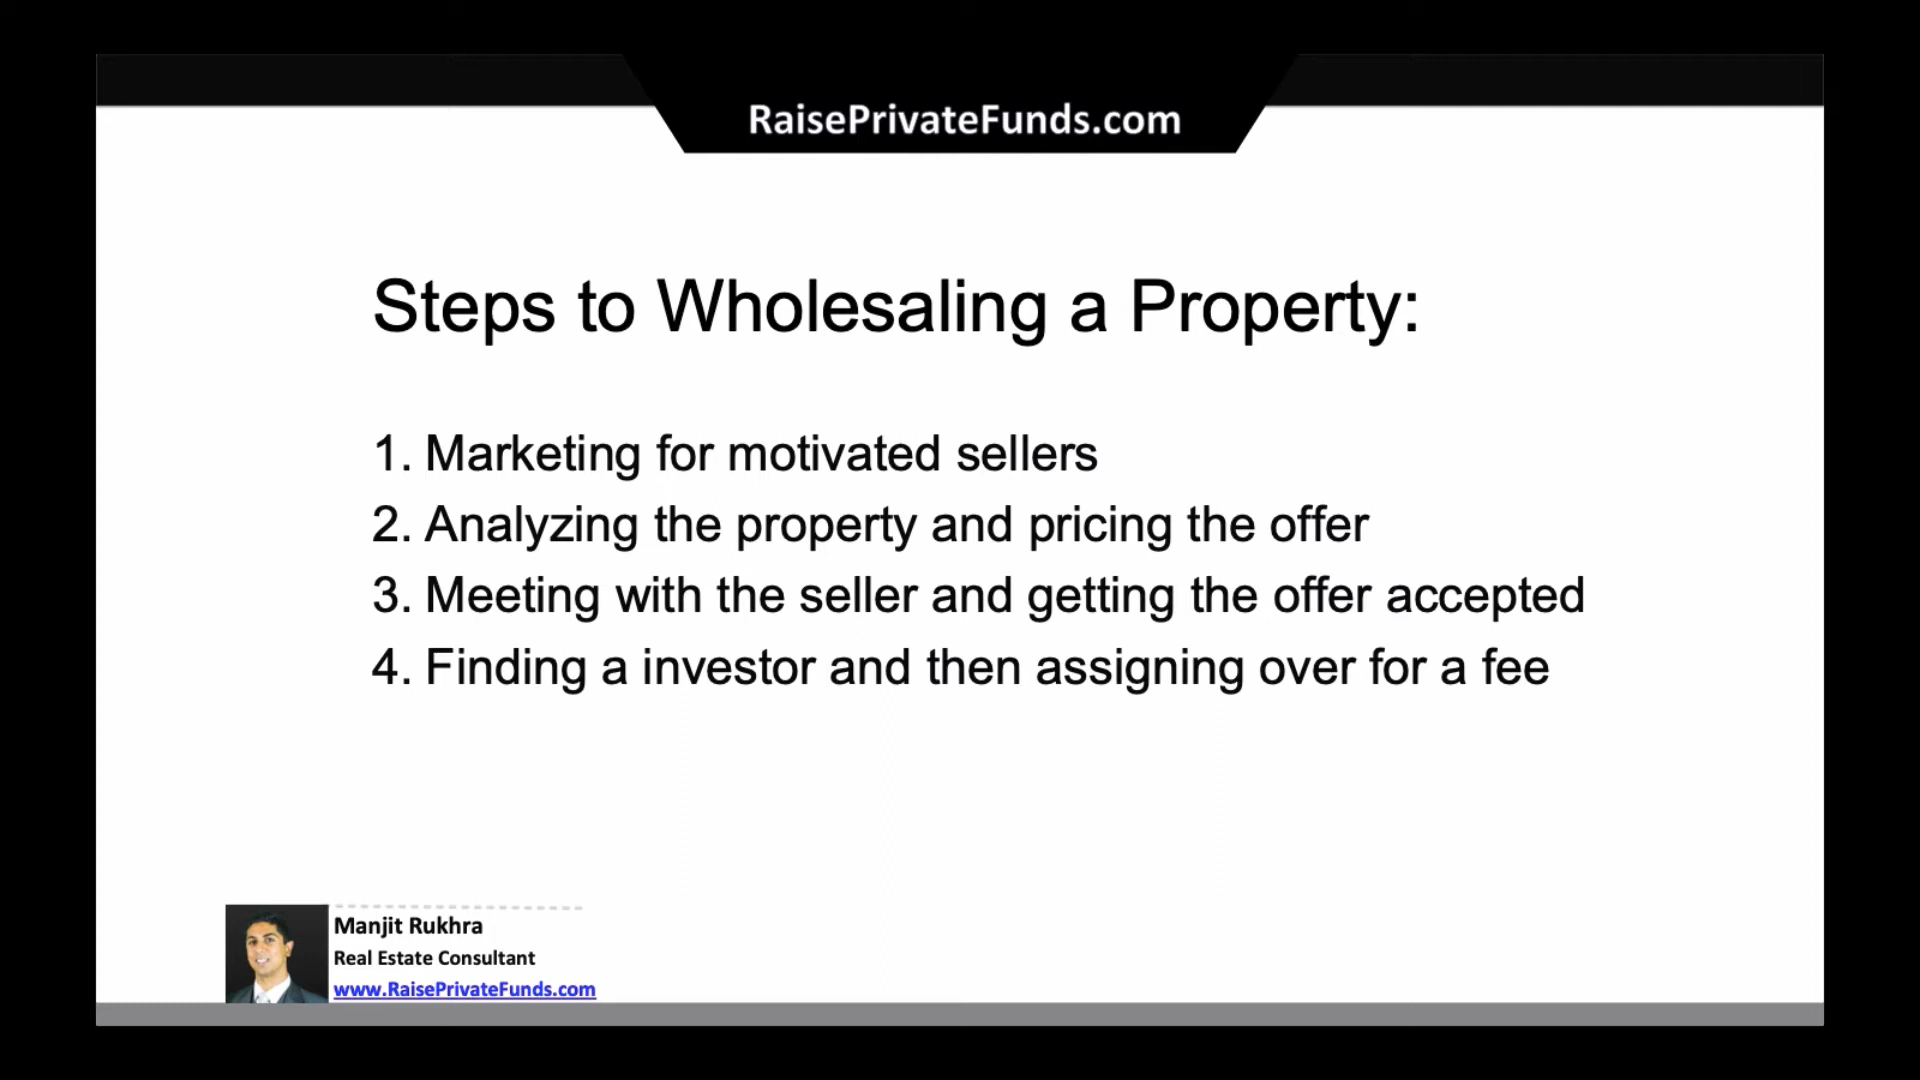 RaisePrivateFunds.com
Steps to Wholesaling a Property:
1. Marketing for motivated sellers
2. Analyzing the property and pricing the offer
3. Meeting with the seller and getting the offer accepted
4. Finding a investor and then assigning over for a fee
Manjit Rukhra
Real Estate Consultant
www.RaisePrivateFunds.com